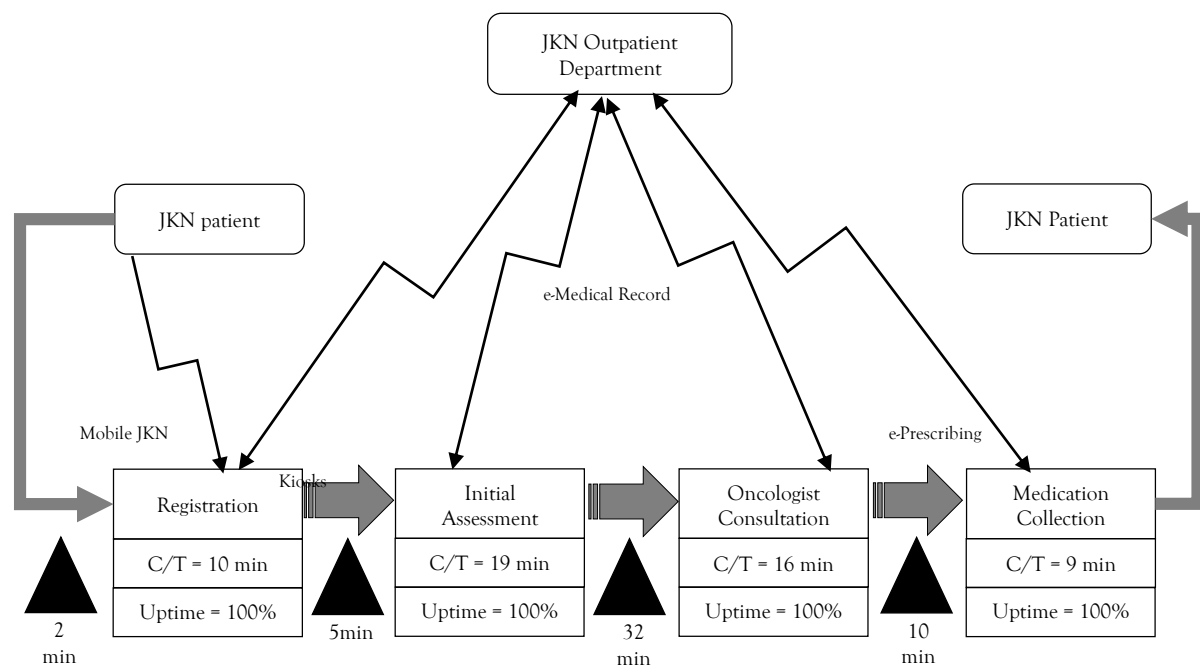 JKN Outpatient
Department
JKN patient
JKN Patient
e-Medical Record
Mobile JKN
e-Prescribing
Kiosks
Registration
C/T = 10 min
Uptime = 100%
Initial
Assessment
C/T = 19 min
Uptime = 100%
Oncologist
Consultation
C/T = 16 min
Uptime = 100%
Medication
Collection
C/T = 9 min
Uptime = 100%
2
min
5min
32
min
10
min